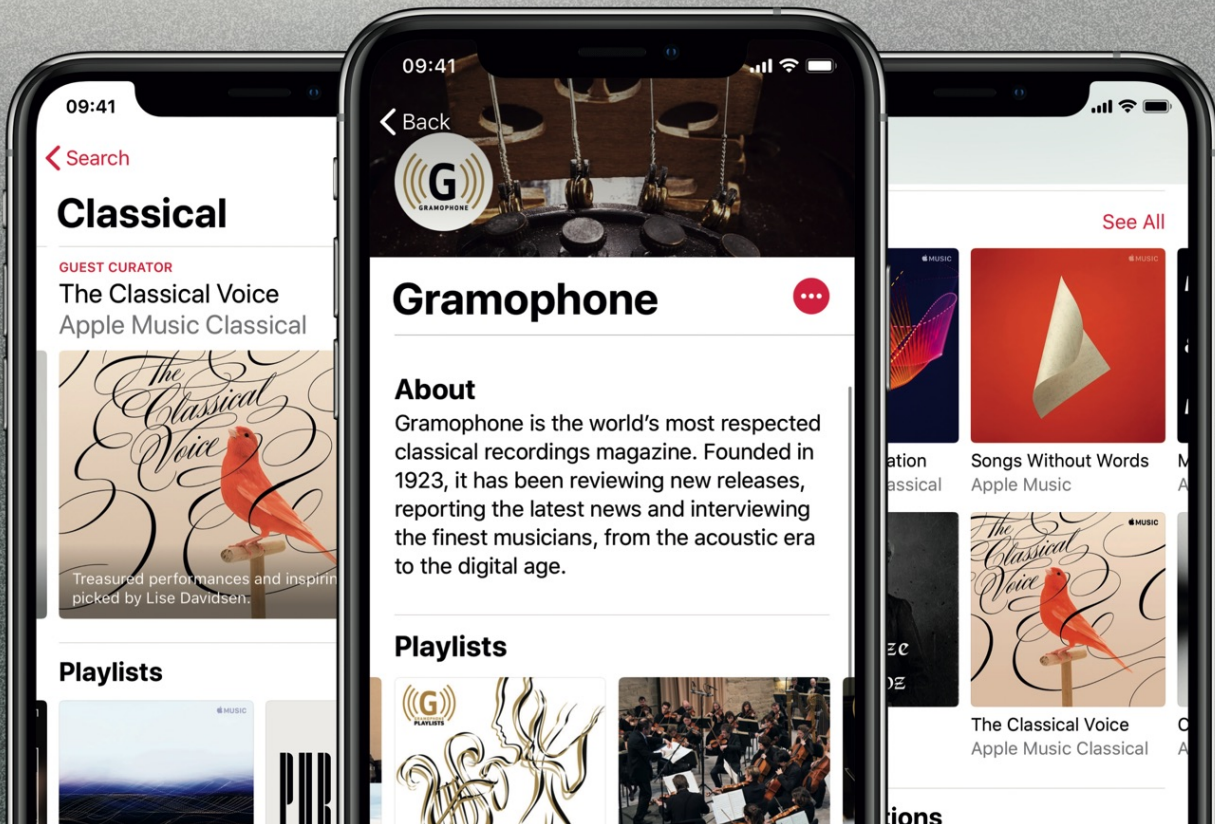 09:41
Search
Classical
GUEST CURATOR
The Classical Voice
Apple Music Classical
The
Classical
Voice
Treasured performances and inspirin
picked by Lise Davidsen.
Playlists
MUSIC
PUR
09:41
Back
G
GRAMOPHONE
Gramophone
About
Gramophone is the world's most respected
classical recordings magazine. Founded in
1923, it has been reviewing new releases,
reporting the latest news and interviewing
the finest musicians, from the acoustic era
to the digital age.
Playlists
G
GRAMOPHONE
PLAYLISTS
See All
MUSIC
MUSIC
ation
assical
Songs Without Words
Apple Music
M
A
ze
The
Classical
Voice
MUSIC
The Classical Voice
Apple Music Classical
C
A
tions